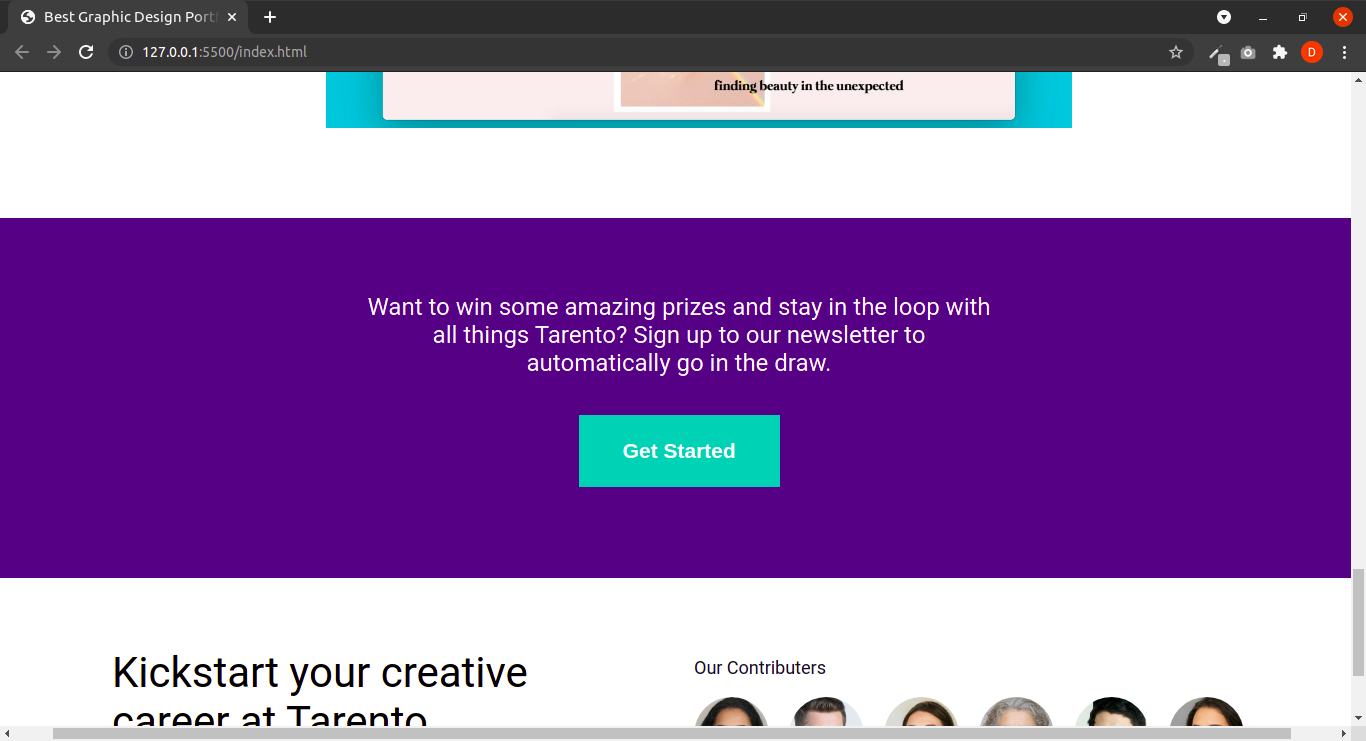 Best Graphic Design Portf
127.0.0.1:5500/index.html
D
finding beauty in the unexpected
Want to win some amazing prizes and stay in the loop with
all things Tarento? Sign up to our newsletter to
automatically go in the draw.
Get Started
Kickstart your creative
career at Tarento
Our Contributers